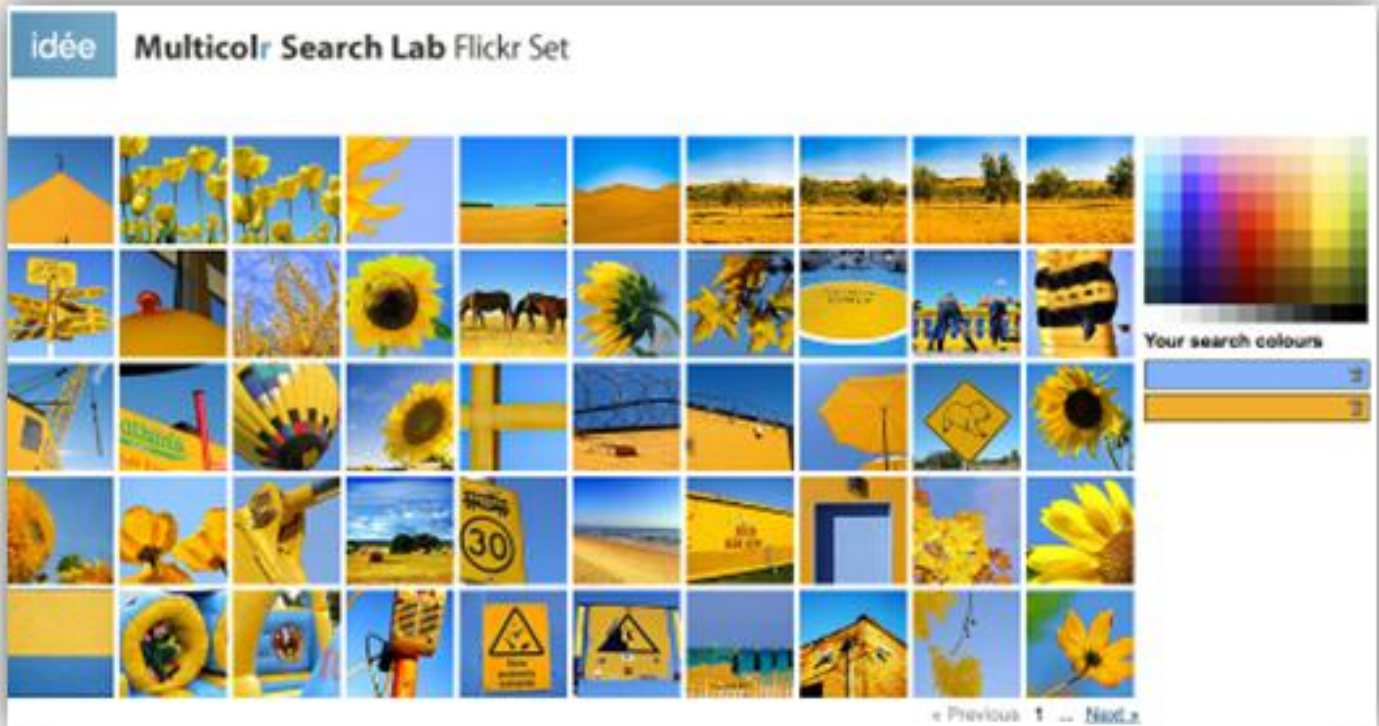 idée
Multicolr Search Lab Flickr Set
Your search colours
30
« Previous 1 ... Next »